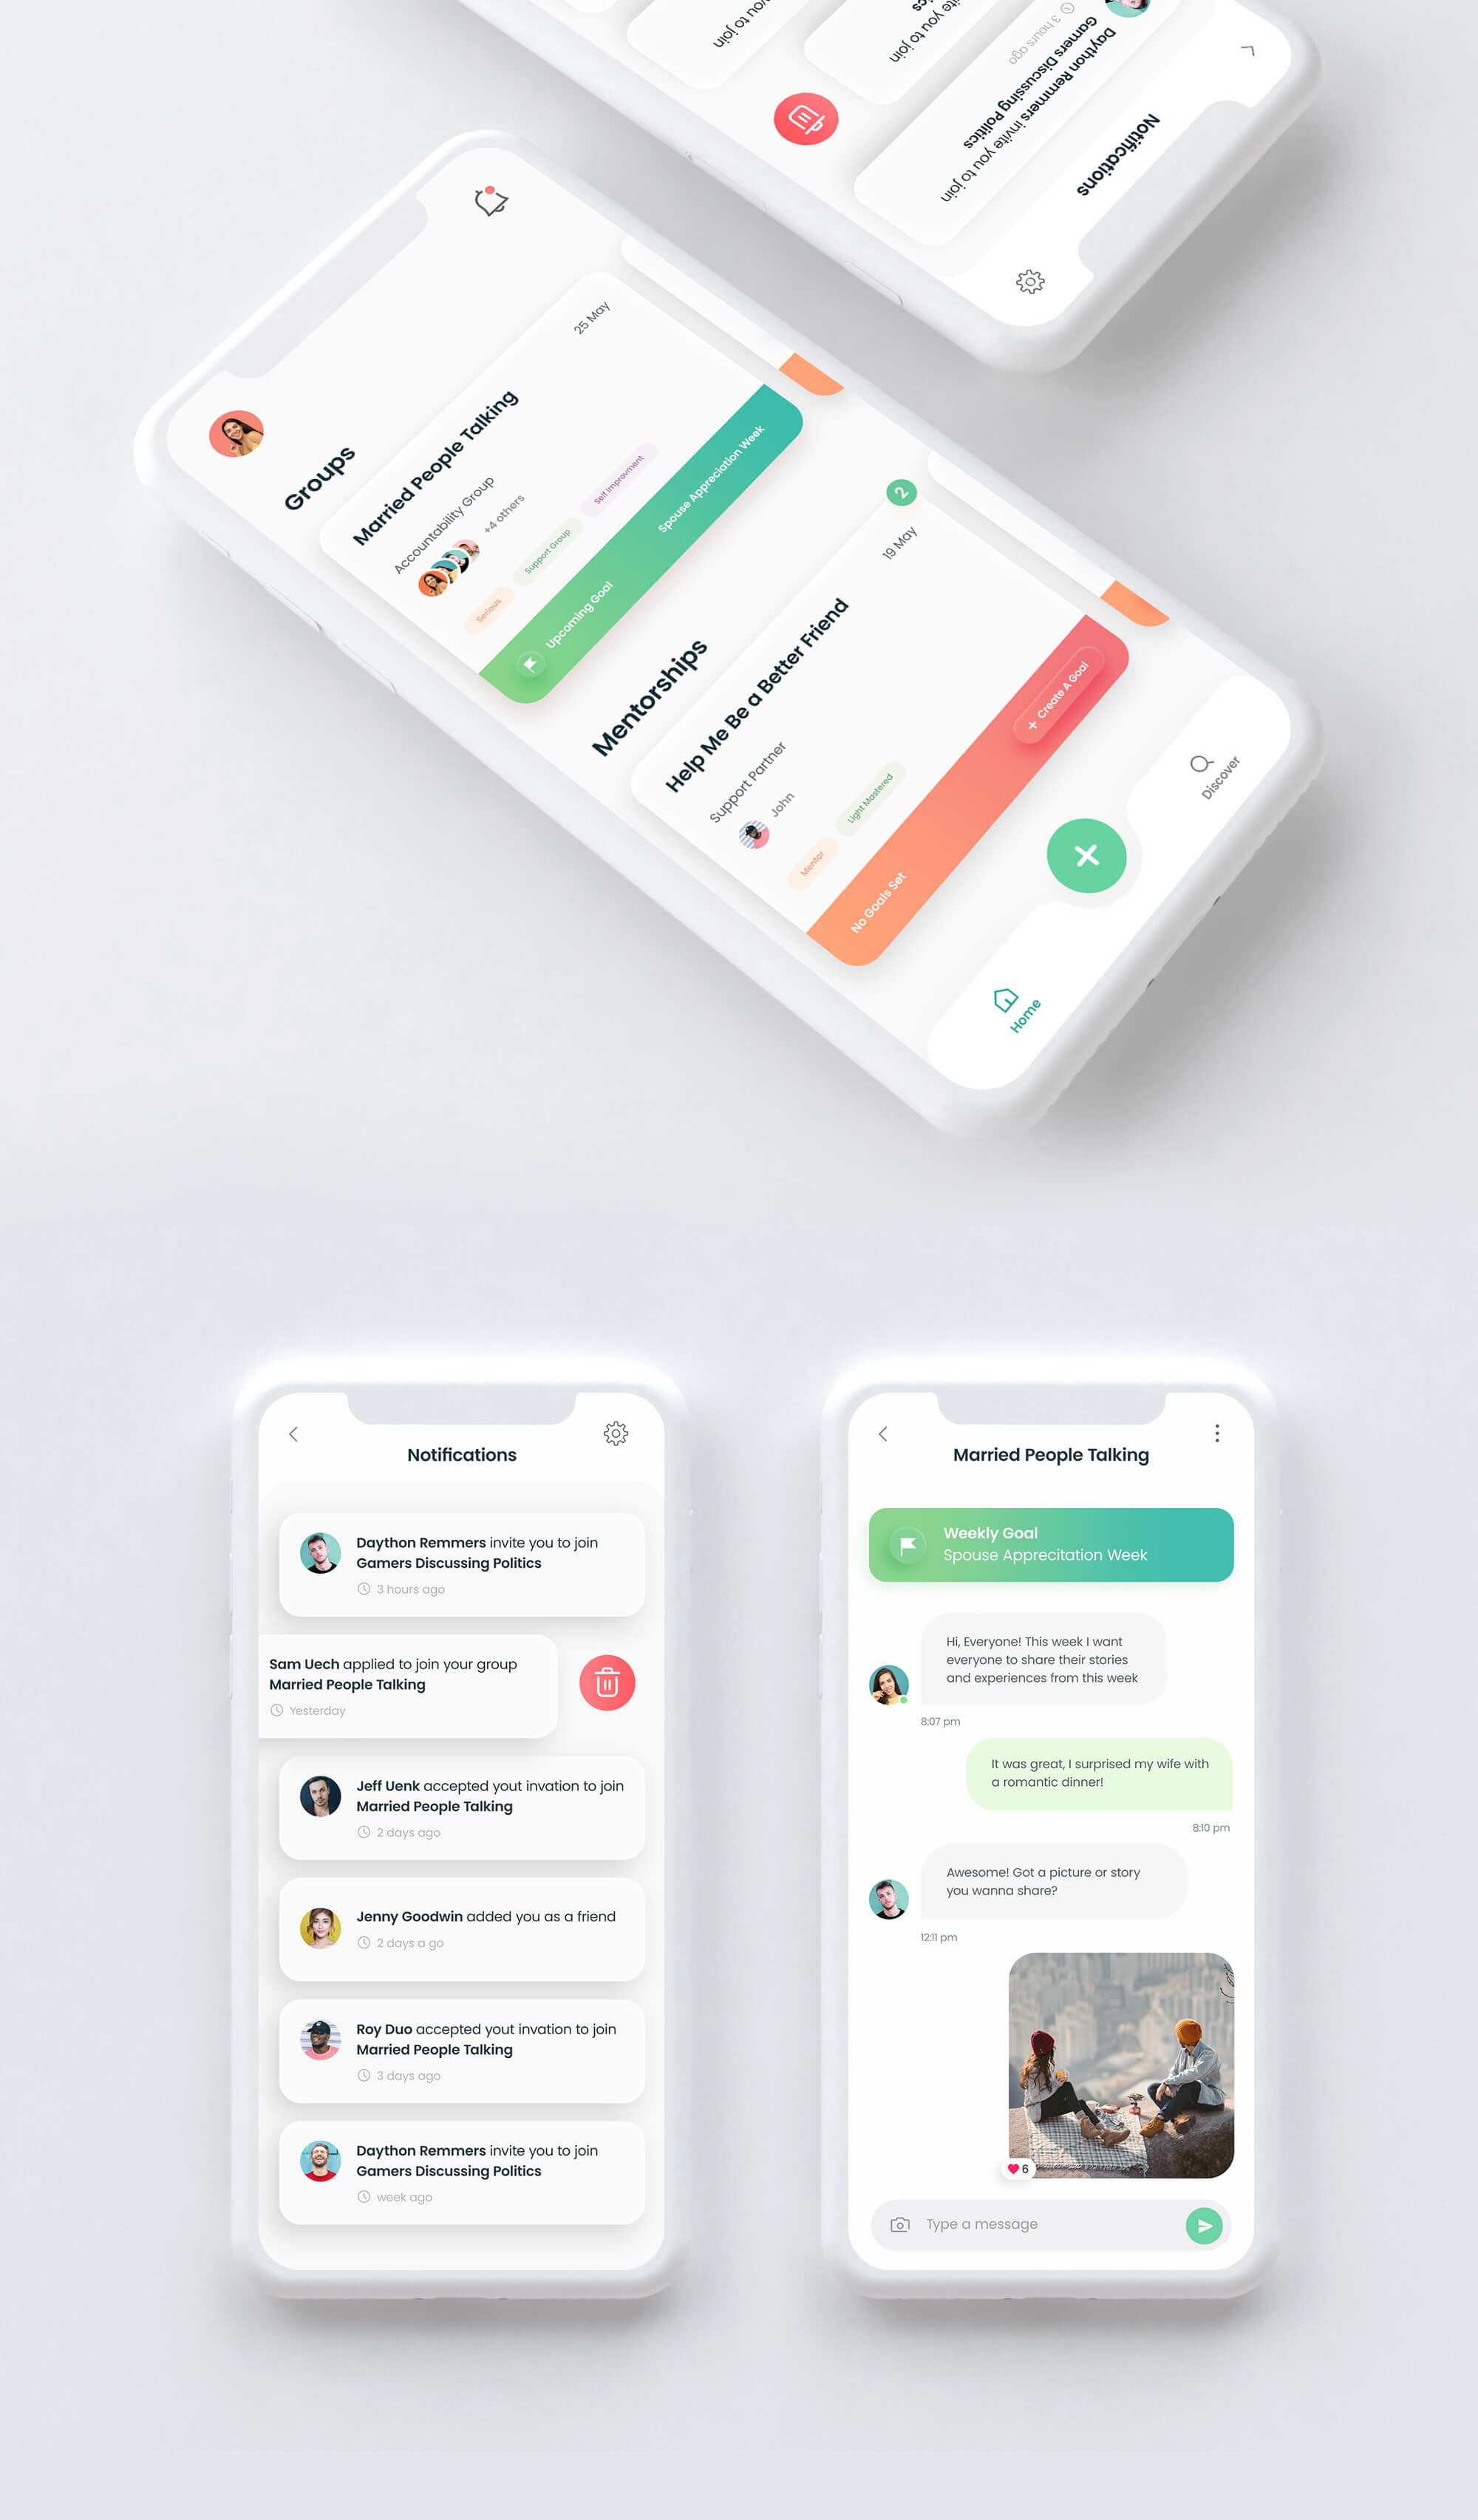 you to join
ite you to join
cs
3 hours ago
Daython Remmers invite you to join
Gamers Discussing Politics
Notifications
Groups
25 May
Married People Talking
Accountability Group
+4 others
Serious
Support Group
Self Improvment
Upcoming Goal
Spouse Appreciation Week
Mentorships
2
19 May
Help Me Be a Better Friend
Support Partner
John
Mentor
Light Mastered
No Goals Set
+ Create A Goal
Home
Discover
Notifications
Daython Remmers invite you to join
Gamers Discussing Politics
3 hours ago
Sam Uech applied to join your group
Married People Talking
Yesterday
Jeff Uenk accepted yout invation to join
Married People Talking
2 days ago
Jenny Goodwin added you as a friend
2 days a go
Roy Duo accepted yout invation to join
Married People Talking
3 days ago
Daython Remmers invite you to join
Gamers Discussing Politics
week ago
Married People Talking
Weekly Goal
Spouse Apprecitation Week
Hi, Everyone! This week I want
everyone to share their stories
and experiences from this week
8:07 pm
It was great, I surprised my wife with
a romantic dinner!
8:10 pm
Awesome! Got a picture or story
you wanna share?
12:11 pm
6
Type a message